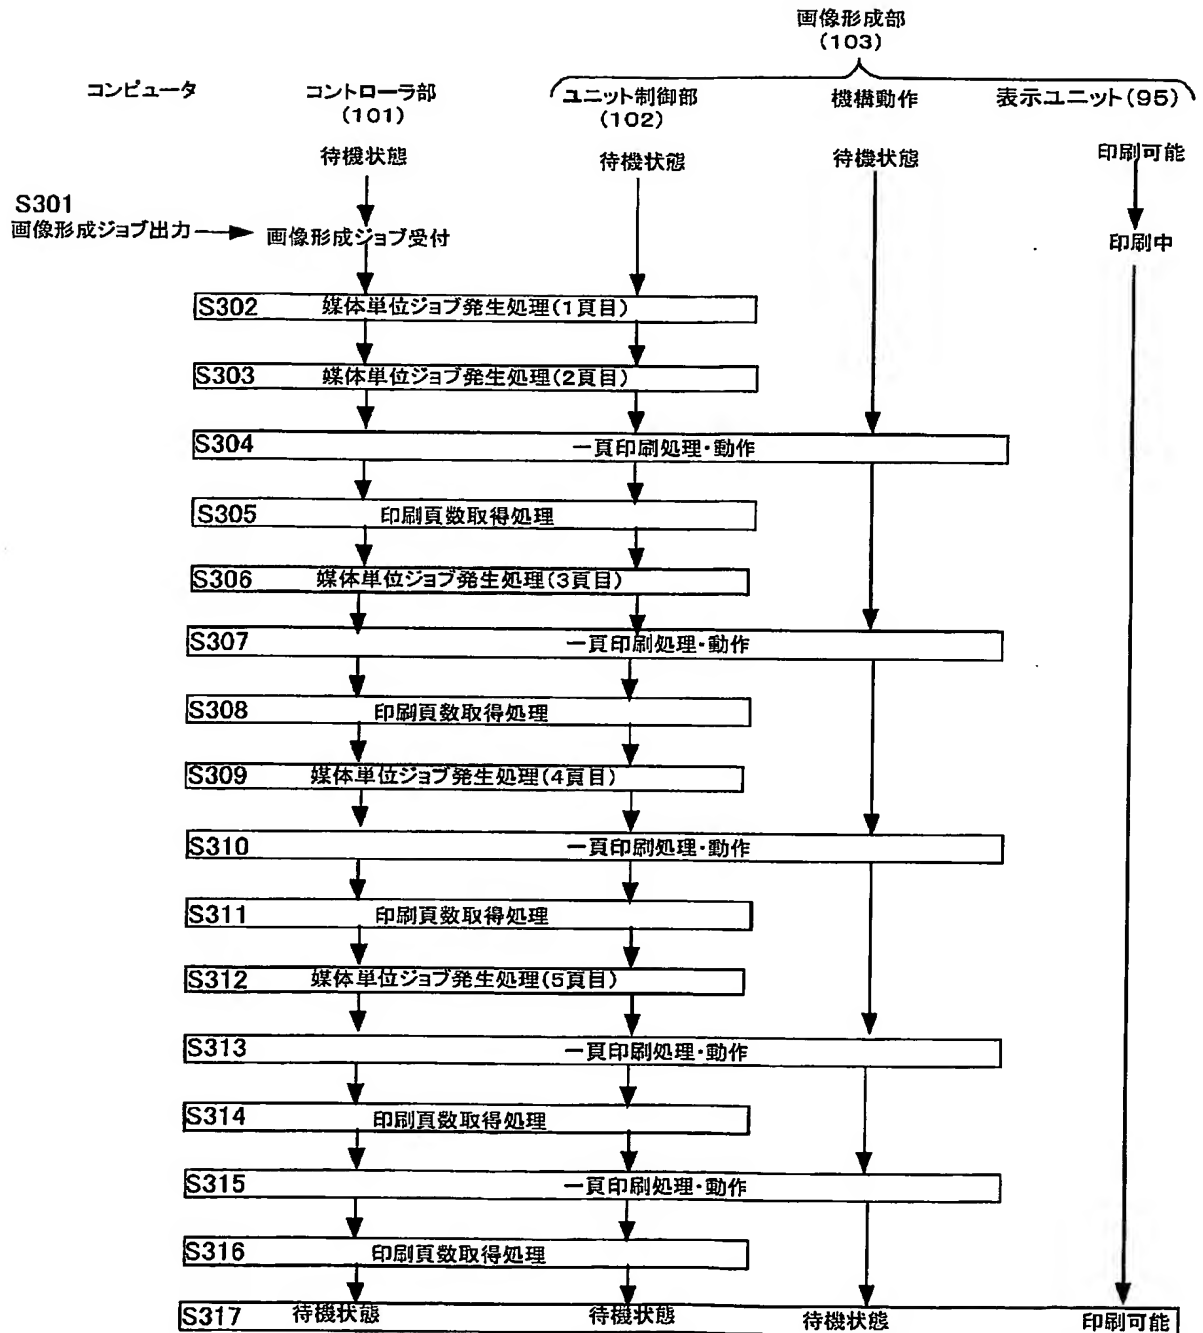 画像形成部
(103)
コンピュータ
コントローラ部
(101)
ユニット制御部
(102)
機構動作
表示ユニット(95)
待機状態
待機状態
待機状態
印刷可能
S301
画像形成ジョブ出力
画像形成ジョブ受付
印刷中
S302 媒体単位ジョブ発生処理(1頁目)
S303 媒体単位ジョブ発生処理(2頁目)
S304 一頁印刷処理・動作
S305 印刷頁数取得処理
S306 媒体単位ジョブ発生処理(3頁目)
S307 一頁印刷処理・動作
S308 印刷頁数取得処理
S309 媒体単位ジョブ発生処理(4頁目)
S310 一頁印刷処理・動作
S311 印刷頁数取得処理
S312 媒体単位ジョブ発生処理(5頁目)
S313 一頁印刷処理・動作
S314 印刷頁数取得処理
S315 一頁印刷処理・動作
S316 印刷頁数取得処理
S317 待機状態 待機状態 待機状態 印刷可能